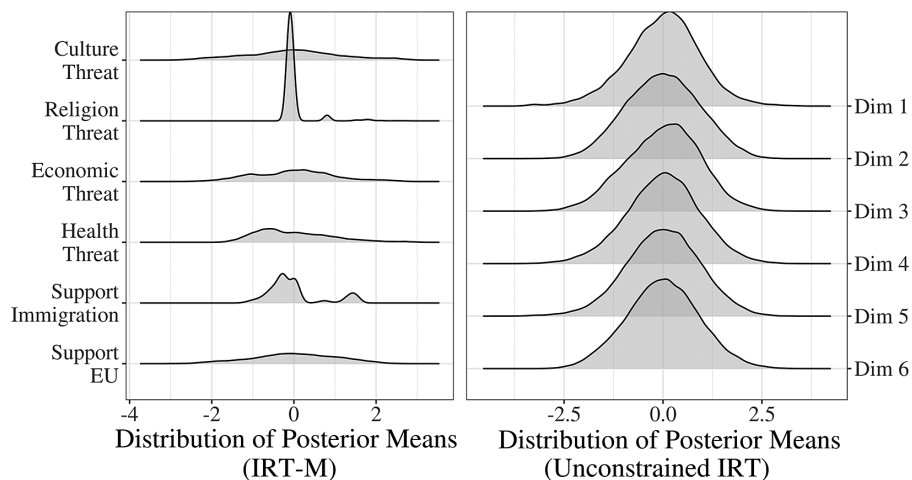 Culture
Threat
Religion
Threat
Economic
Threat
Health
Threat
Support
Immigration
Support
EU
-4
-2
0
2
Distribution of Posterior Means
(IRT-M)
Dim 1
Dim 2
Dim 3
Dim 4
Dim 5
Dim 6
-2.5
0.0
2.5
Distribution of Posterior Means
(Unconstrained IRT)